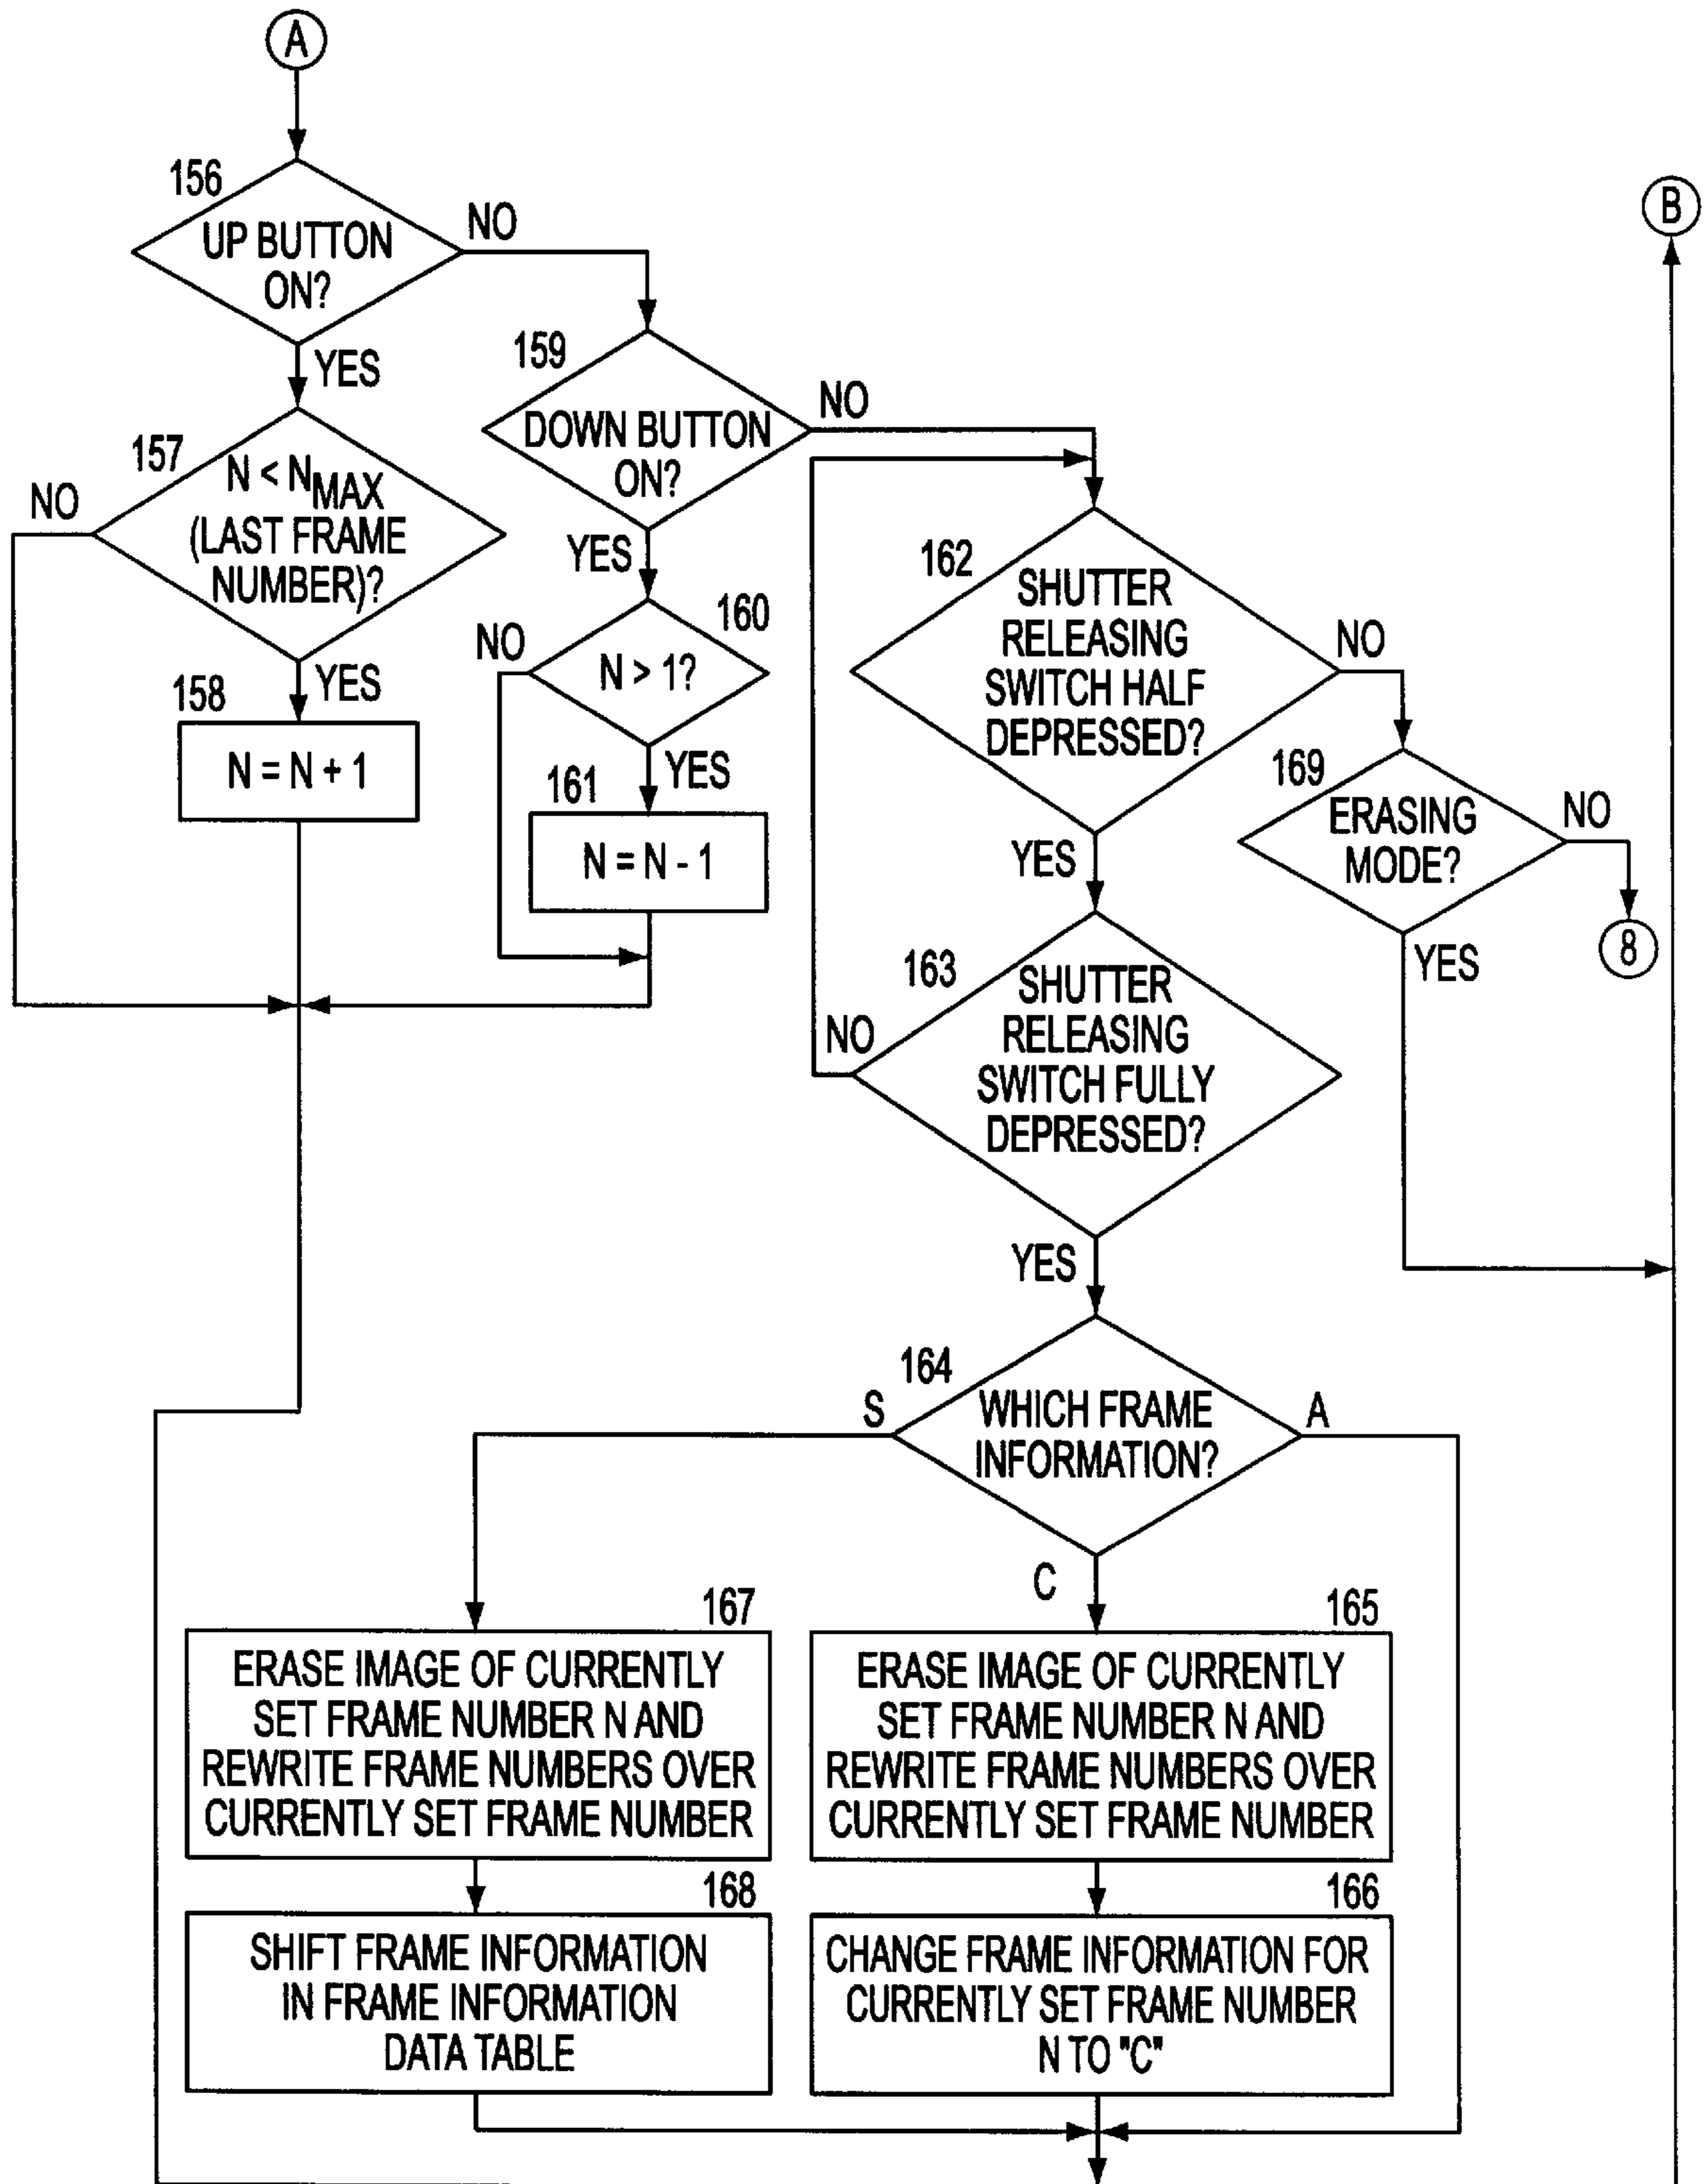 A
156
UP BUTTON
ON?
NO
YES
B
157
N < NMAX
(LAST FRAME
NUMBER)?
NO
YES
158
N = N + 1
159
DOWN BUTTON
ON?
NO
YES
160
N > 1?
NO
YES
161
N = N - 1
162
SHUTTER
RELEASING
SWITCH HALF
DEPRESSED?
NO
YES
169
ERASING
MODE?
NO
8
YES
163
SHUTTER
RELEASING
SWITCH FULLY
DEPRESSED?
NO
YES
164
WHICH FRAME
INFORMATION?
S
A
C
167
ERASE IMAGE OF CURRENTLY
SET FRAME NUMBER N AND
REWRITE FRAME NUMBERS OVER
CURRENTLY SET FRAME NUMBER
165
ERASE IMAGE OF CURRENTLY
SET FRAME NUMBER N AND
REWRITE FRAME NUMBERS OVER
CURRENTLY SET FRAME NUMBER
168
SHIFT FRAME INFORMATION
IN FRAME INFORMATION
DATA TABLE
166
CHANGE FRAME INFORMATION FOR
CURRENTLY SET FRAME NUMBER
N TO "C"